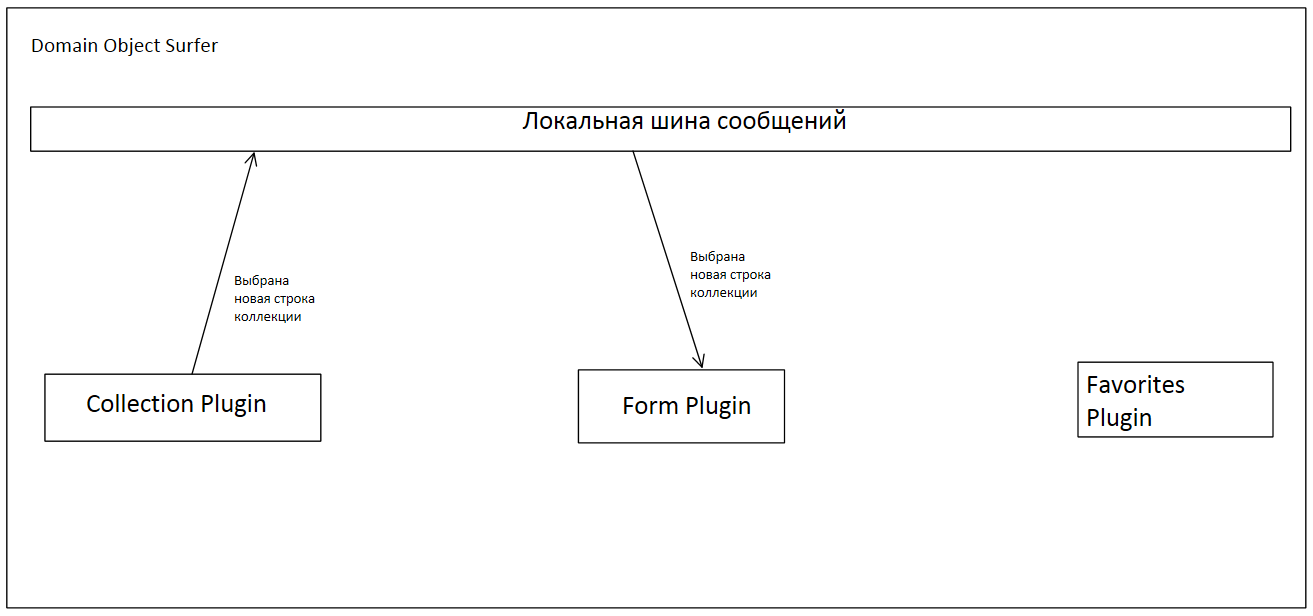 Domain Object Surfer
Локальная шина сообщений
Выбрана
новая строка
коллекции
Выбрана
новая строка
коллекции
Collection Plugin
Form Plugin
Favorites
Plugin